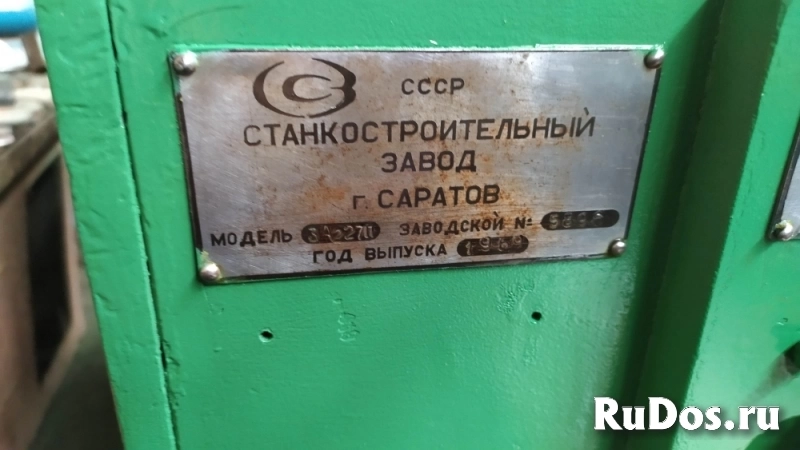 СССР
СТАНКОСТРОИТЕЛЬНЫЙ
ЗАВОД
г. САРАТОВ
МОДЕЛЬ ЗАВОДСКОЙ №
ГОД ВЫПУСКА
RuDos.ru